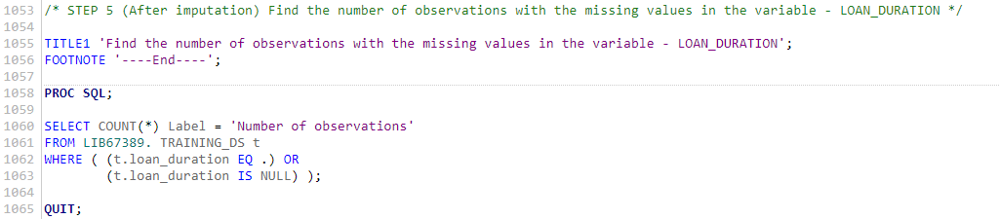 1053 /* STEP 5 (After imputation) Find the number of observations with the missing values in the variable - LOAN_DURATION */
1054
1055 TITLE1 'Find the number of observations with the missing values in the variable - LOAN_DURATION';
1056 FOOTNOTE '----End----';
1057
1058 PROC SQL;
1059
1060 SELECT COUNT(*) Label = 'Number of observations'
1061 FROM LIB67389. TRAINING_DS t
1062 WHERE ( (t.loan_duration EQ .) OR
1063 (t.loan_duration IS NULL) );
1064
1065 QUIT;